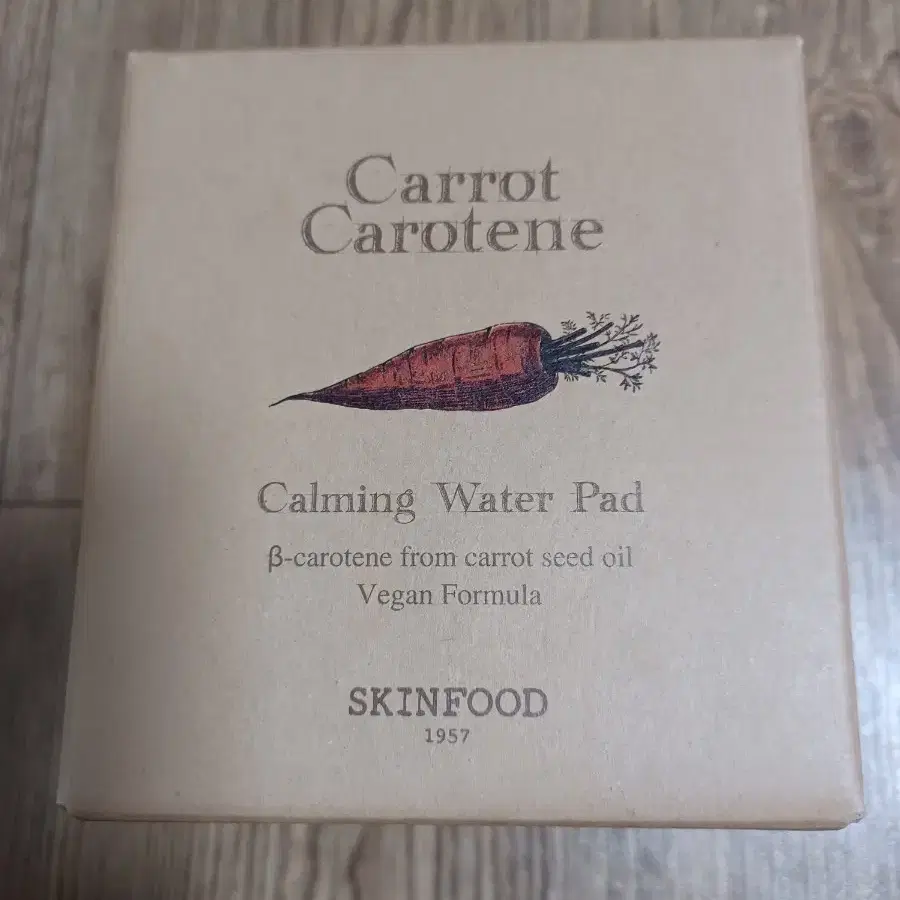 Carrot
Carotene
Calming Water Pad
β-carotene from carrot seed oil
Vegan Formula
SKINFOOD
1957